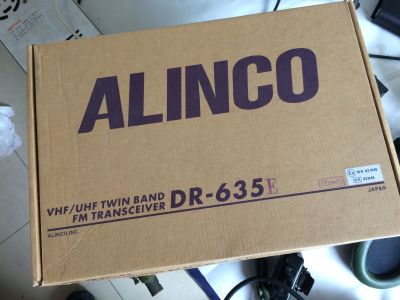 ALINCO
VHF/UHF TWIN BAND
FM TRANSCEIVER
DR-635E
ALINCO, INC.
JAPAN